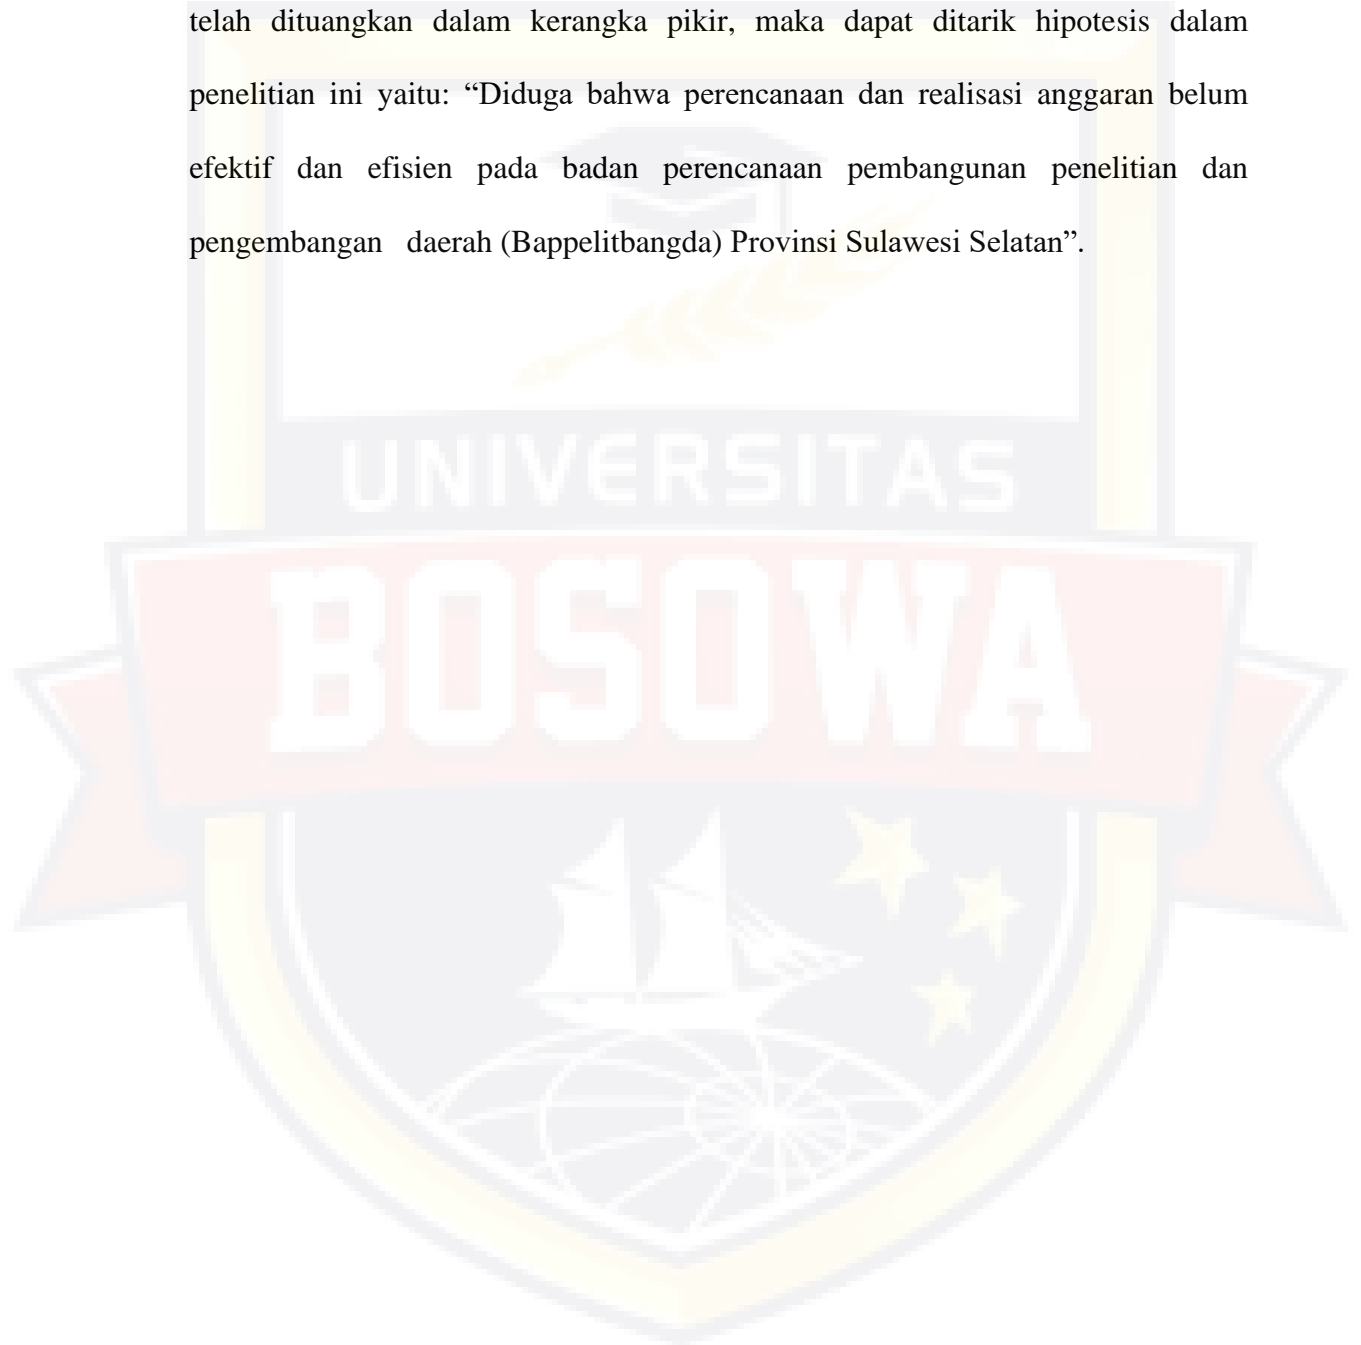 telah dituangkan dalam kerangka pikir, maka dapat ditarik hipotesis dalam
penelitian ini yaitu: “Diduga bahwa perencanaan dan realisasi anggaran belum
efektif dan efisien pada badan perencanaan pembangunan penelitian dan
pengembangan daerah (Bappelitbangda) Provinsi Sulawesi Selatan”.
UNIVERSITAS
BOSOWA